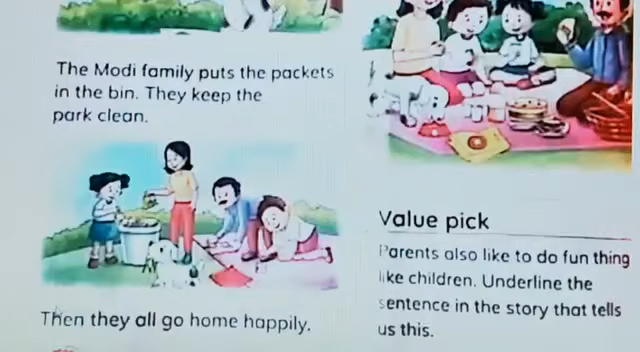 The Modi family puts the packets
in the bin. They keep the
park clean.
Then they all go home happily.
Value pick
Parents also like to do fun thing
like children. Underline the
sentence in the story that tells
us this.